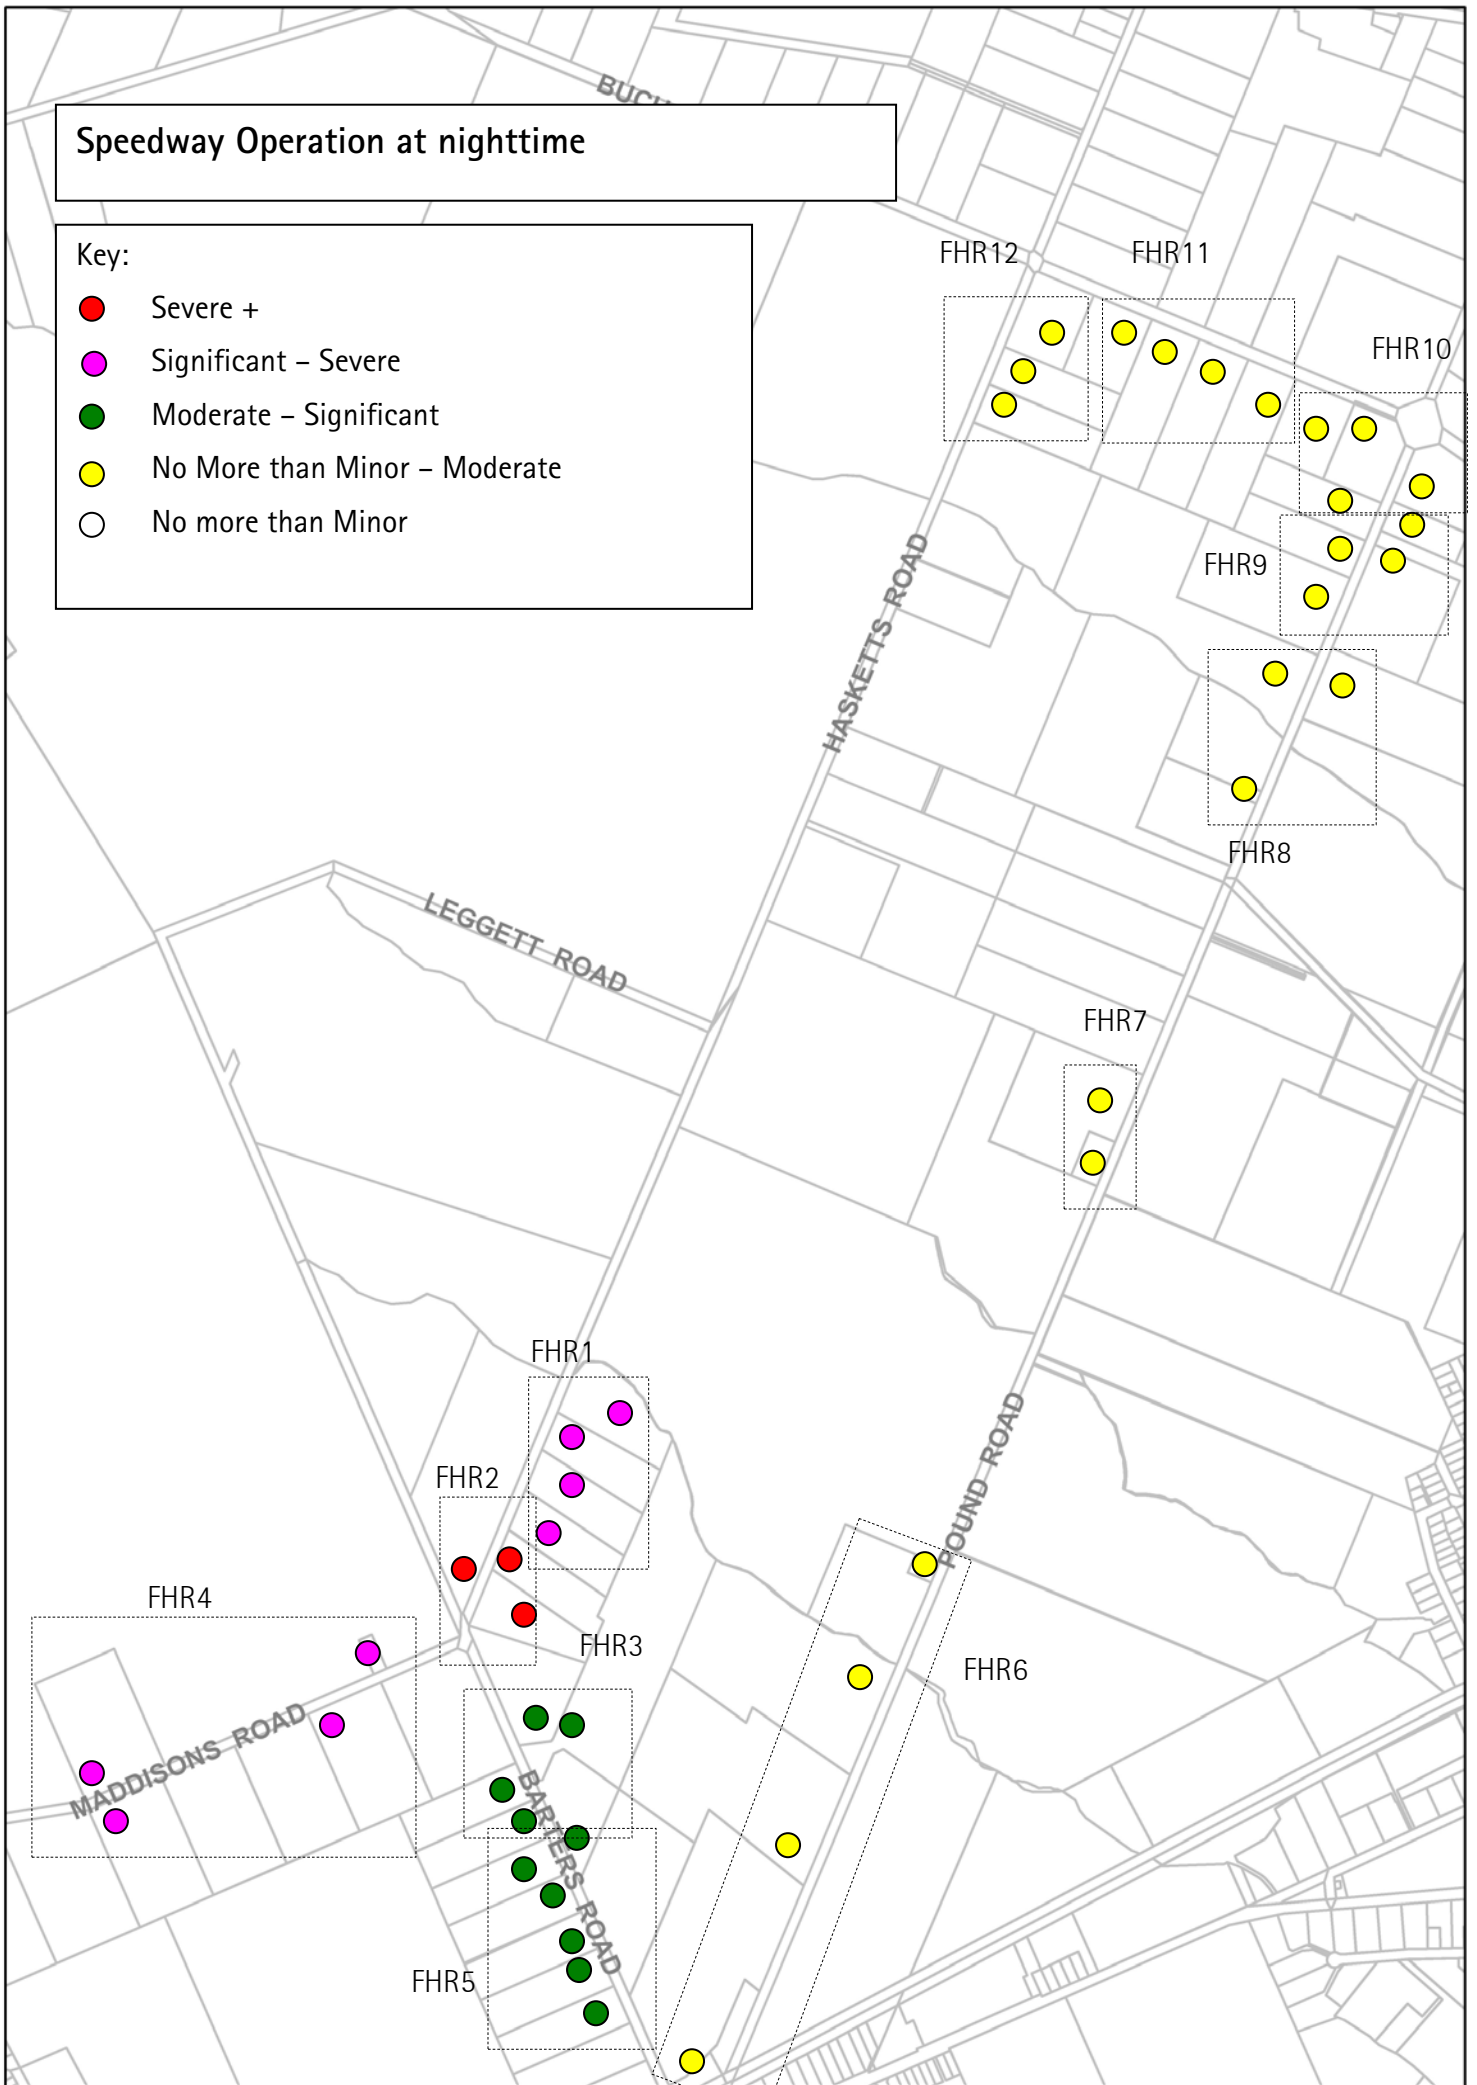 BUCH
Speedway Operation at nighttime
Key:
Severe +
Significant – Severe
Moderate – Significant
No More than Minor – Moderate
No more than Minor
FHR12
FHR11
FHR10
HASKETTS ROAD
FHR9
FHR8
LEGGETT ROAD
FHR7
FHR1
POUND ROAD
FHR2
FHR4
FHR3
FHR6
MADDISONS ROAD
BARTERS ROAD
FHR5